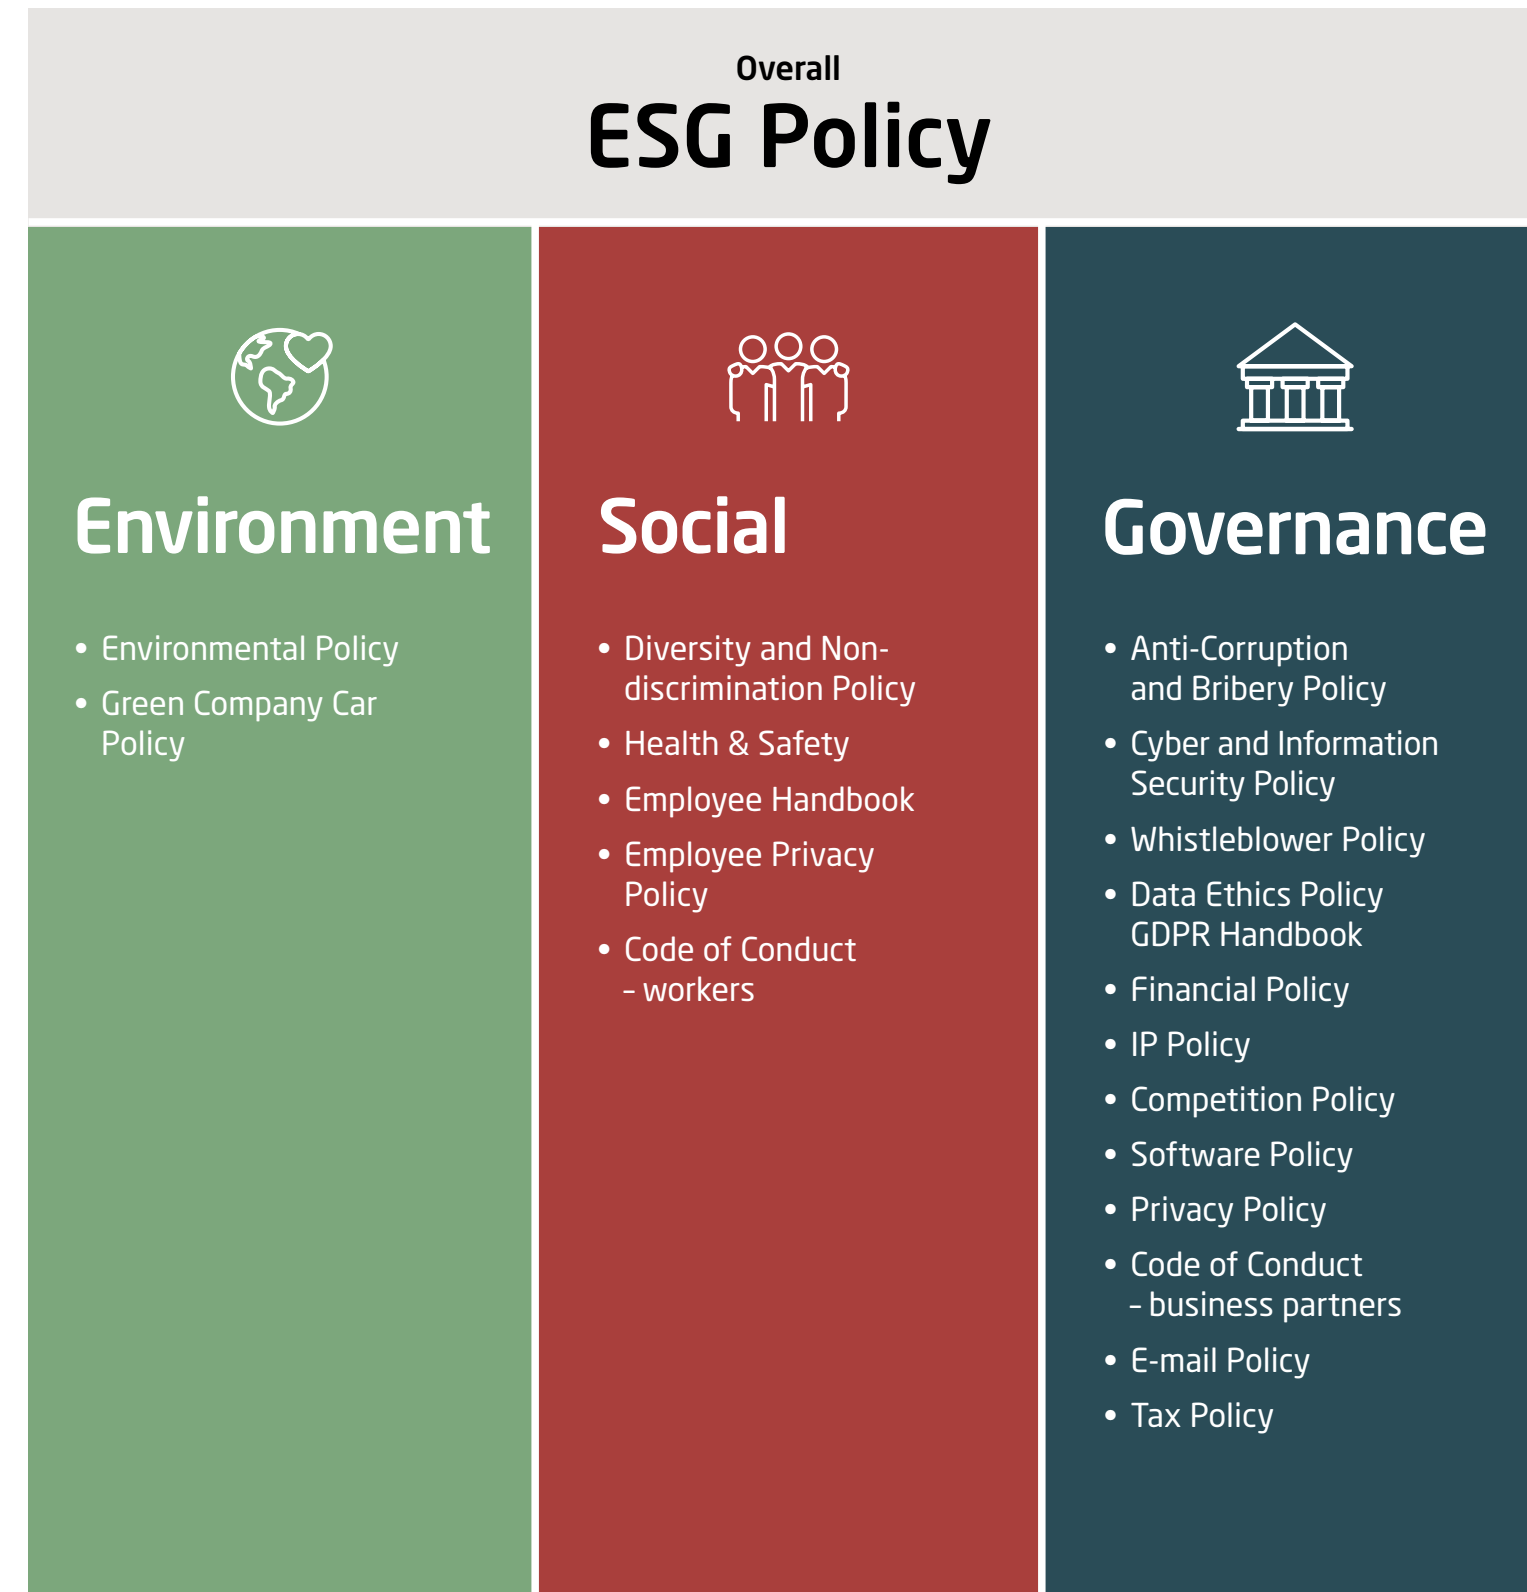 Overall
ESG Policy
Environment
• Environmental Policy
• Green Company Car
Policy
Social
• Diversity and Non-
discrimination Policy
• Health & Safety
• Employee Handbook
• Employee Privacy
Policy
• Code of Conduct
– workers
Governance
• Anti-Corruption
and Bribery Policy
• Cyber and Information
Security Policy
• Whistleblower Policy
• Data Ethics Policy
GDPR Handbook
• Financial Policy
• IP Policy
• Competition Policy
• Software Policy
• Privacy Policy
• Code of Conduct
– business partners
• E-mail Policy
• Tax Policy